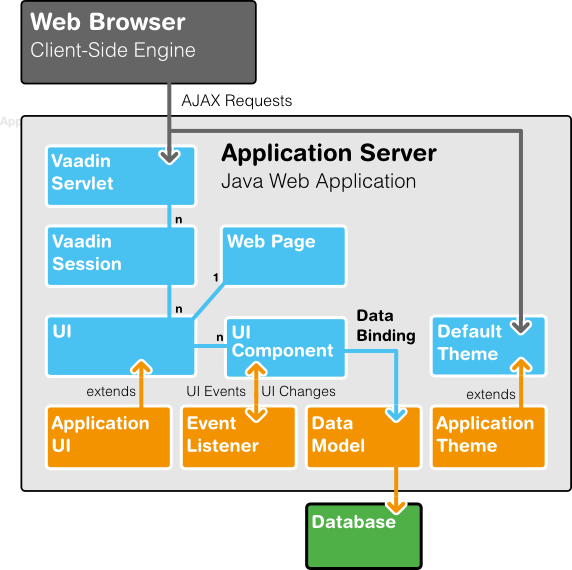 Web Browser
Client-Side Engine
AJAX Requests
App
Application Server
Java Web Application
Vaadin
Servlet
n
Vaadin
Session
Web Page
1
n
Data
Binding
UI
n
UI
Component
Default
Theme
extends
UI Events
UI Changes
extends
Application
UI
Event
Listener
Data
Model
Application
Theme
Database